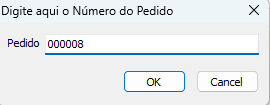 Digite aqui o Número do Pedido
Pedido 000008
OK Cancel